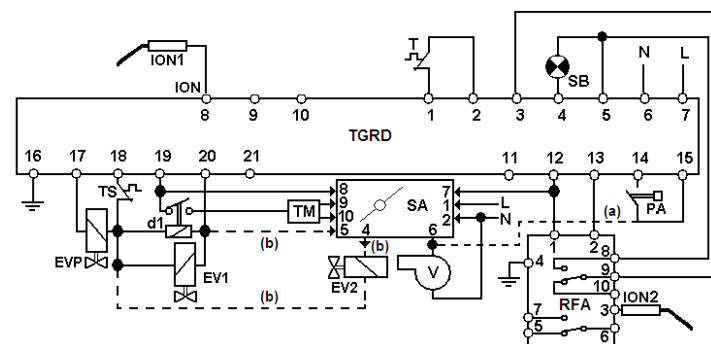 ION1
ION
T
SB
N
L
8
9
10
1
2
3
4
5
6
7
TGRD
16
17
18
19
20
21
11
12
13
14
15
TS
d1
TM
8
9
10
5
SA
7
1
2
L
N
4
6
(a)
PA
(b)
(b)
(b)
EVP
EV1
EV2
V
1
2
4
8
9
10
RFA
3
ION2
7
5
6